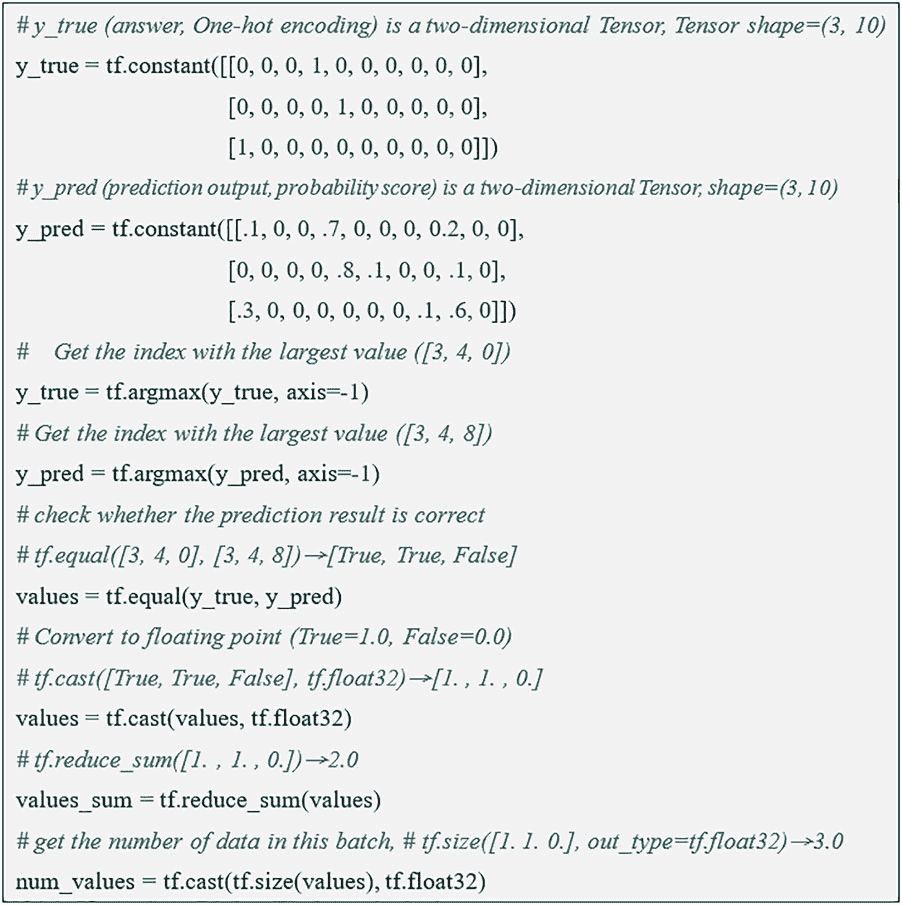 # y_true (answer, One-hot encoding) is a two-dimensional Tensor, Tensor shape=(3, 10)
y_true = tf.constant([[0, 0, 0, 1, 0, 0, 0, 0, 0, 0],
[0, 0, 0, 0, 1, 0, 0, 0, 0, 0],
[1, 0, 0, 0, 0, 0, 0, 0, 0, 0]])
# y_pred (prediction output, probability score) is a two-dimensional Tensor, shape=(3, 10)
y_pred = tf.constant([[.1, 0, 0, .7, 0, 0, 0, 0.2, 0, 0],
[0, 0, 0, 0, .8, .1, 0, 0, .1, 0],
[.3, 0, 0, 0, 0, 0, 0, .1, .6, 0]])
# Get the index with the largest value ([3, 4, 0])
y_true = tf.argmax(y_true, axis=-1)
# Get the index with the largest value ([3, 4, 8])
y_pred = tf.argmax(y_pred, axis=-1)
# check whether the prediction result is correct
# tf.equal([3, 4, 0], [3, 4, 8])→[True, True, False]
values = tf.equal(y_true, y_pred)
# Convert to floating point (True=1.0, False=0.0)
# tf.cast([True, True, False], tf.float32)→[1. , 1. , 0.]
values = tf.cast(values, tf.float32)
# tf.reduce_sum([1. , 1. , 0.])→2.0
values_sum = tf.reduce_sum(values)
# get the number of data in this batch, # tf.size([1. 1. 0.], out_type=tf.float32)→3.0
num_values = tf.cast(tf.size(values), tf.float32)